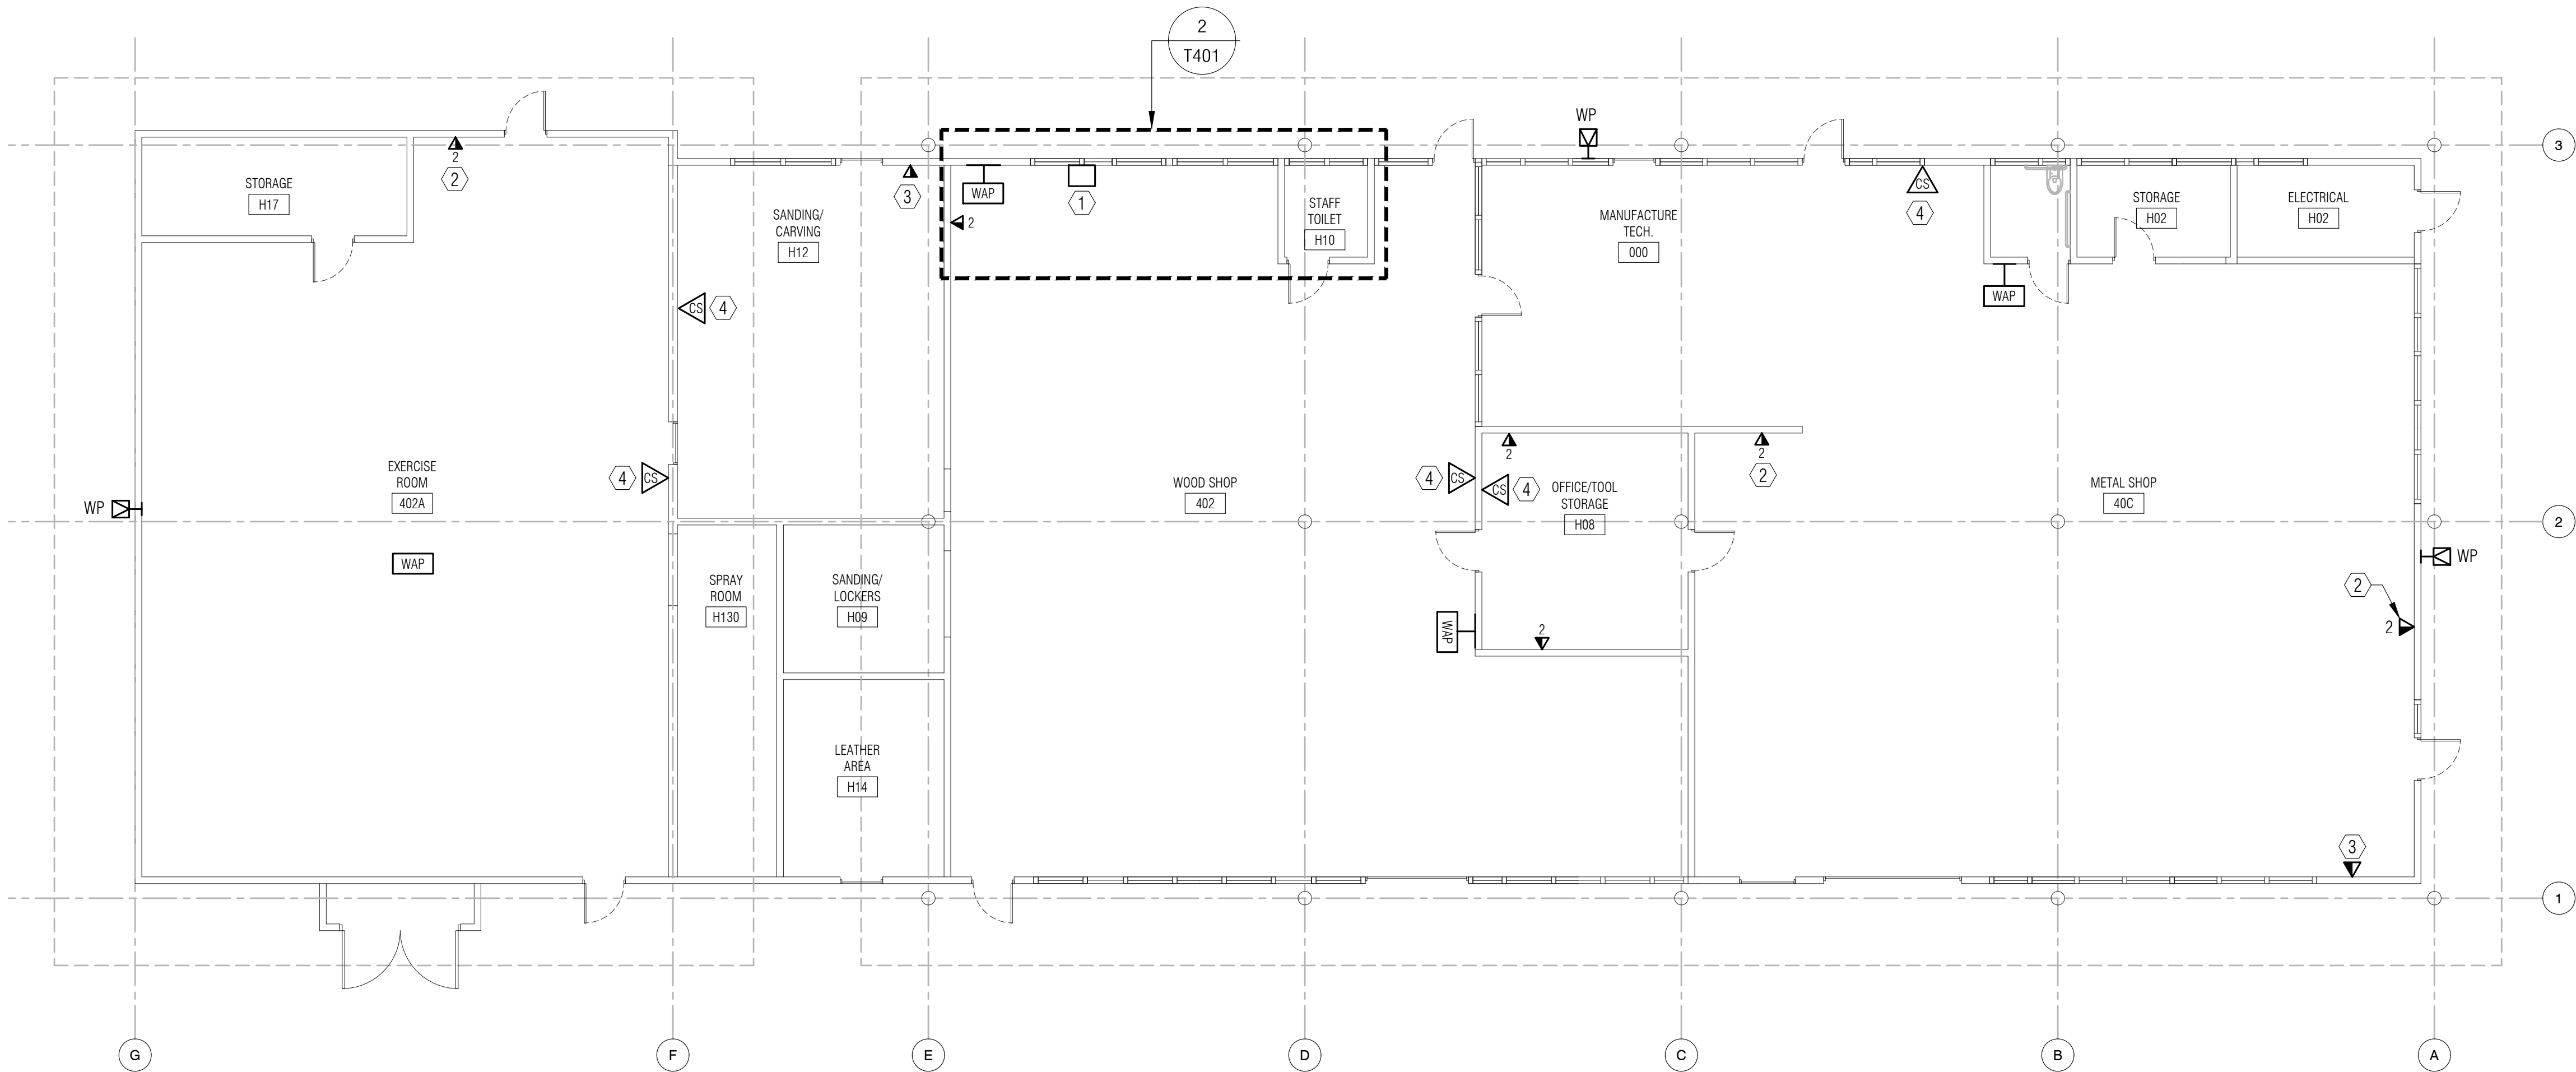 2
T401
WP
3
STORAGE
H17
2
2
3
WAP
1
2
STAFF
TOILET
H10
SANDING/
CARVING
H12
MANUFACTURE
TECH.
000
CS
4
STORAGE
H02
ELECTRICAL
H02
WAP
CS
4
EXERCISE
ROOM
402A
4
CS
WP
WAP
WOOD SHOP
402
4
CS
CS
4
2
OFFICE/TOOL
STORAGE
H08
2
2
METAL SHOP
40C
2
WP
2
2
SPRAY
ROOM
H130
SANDING/
LOCKERS
H09
WAP
2
LEATHER
AREA
H14
3
1
G
F
E
D
C
B
A